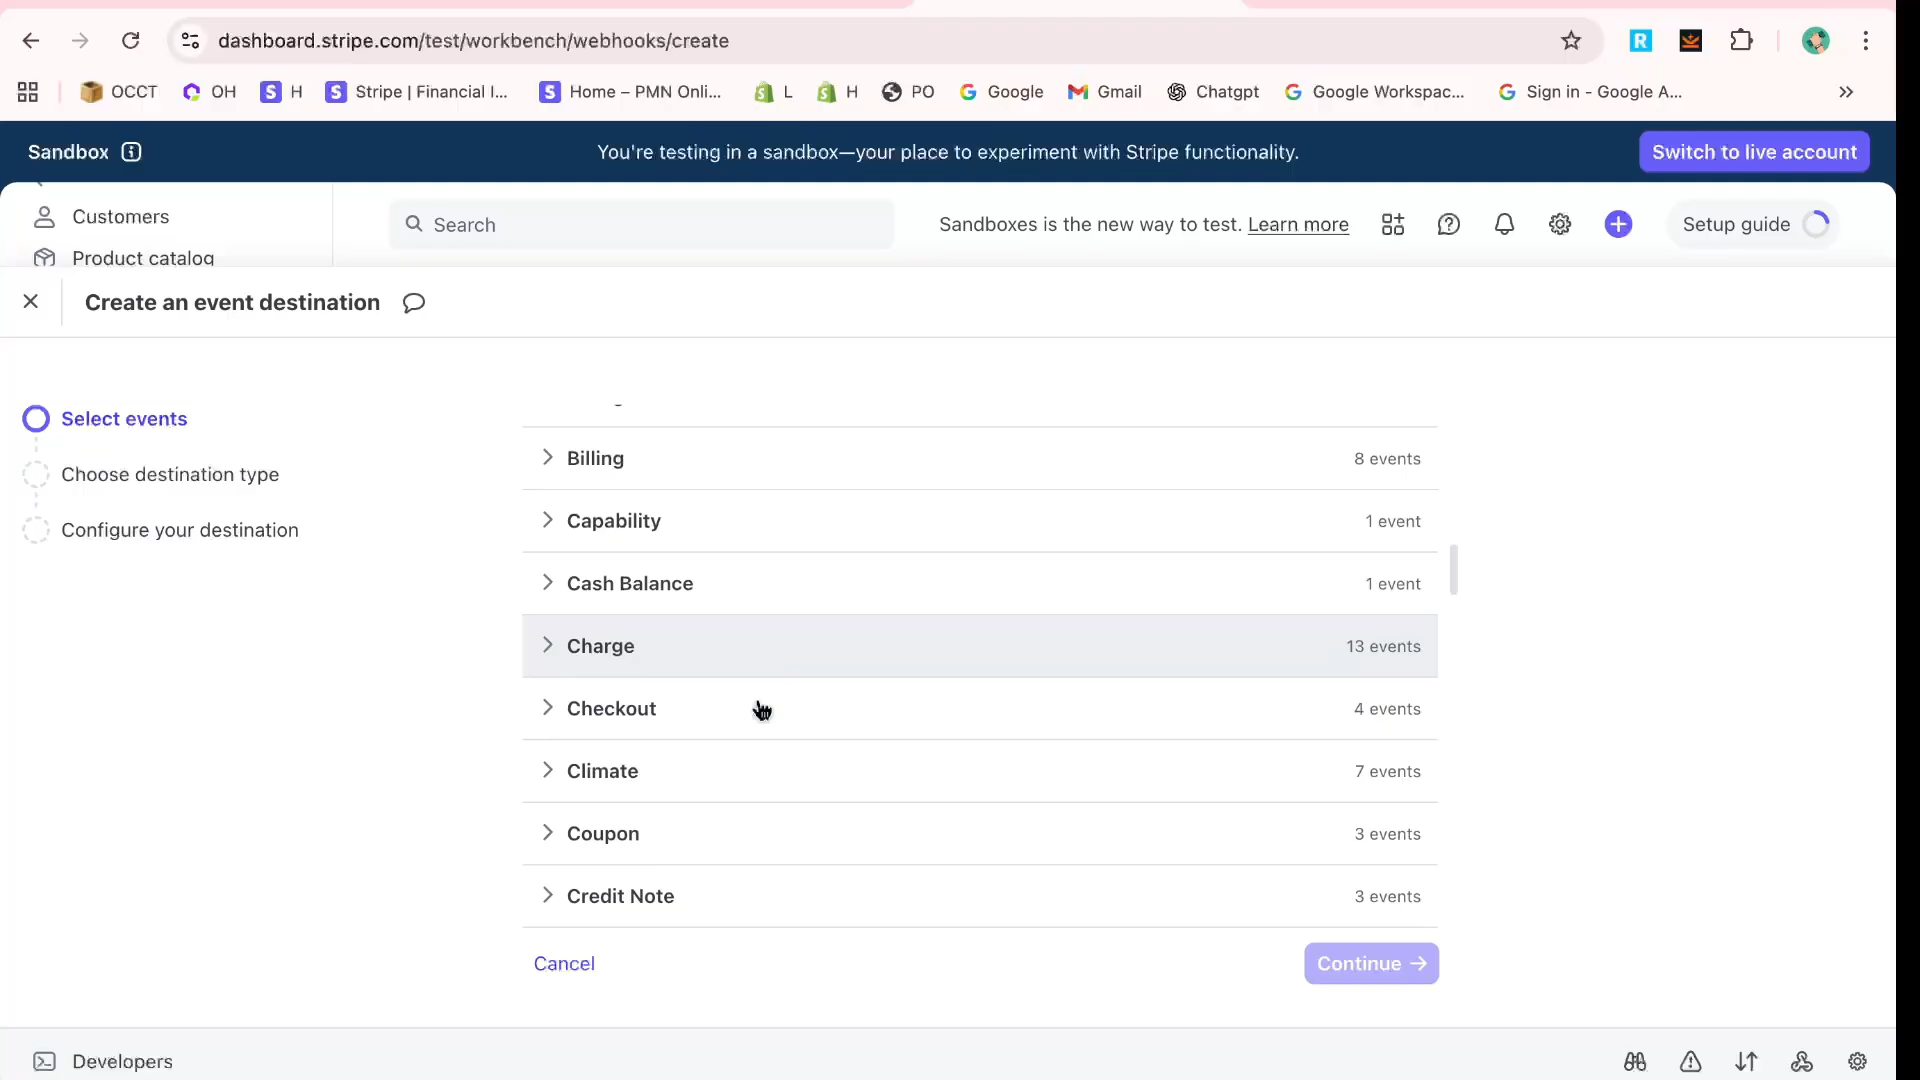 dashboard.stripe.com/test/workbench/webhooks/create
OCCT OH H Stripe | Financial I... Home – PMN Onli... L H PO Google Gmail Chatgpt Google Workspac... Sign in - Google A...
Sandbox You're testing in a sandbox—your place to experiment with Stripe functionality. Switch to live account
Customers Search Sandboxes is the new way to test. Learn more Setup guide
Product catalog
Create an event destination
Select events
Choose destination type
Configure your destination
Billing 8 events
Capability 1 event
Cash Balance 1 event
Charge 13 events
Checkout 4 events
Climate 7 events
Coupon 3 events
Credit Note 3 events
Cancel Continue →
Developers